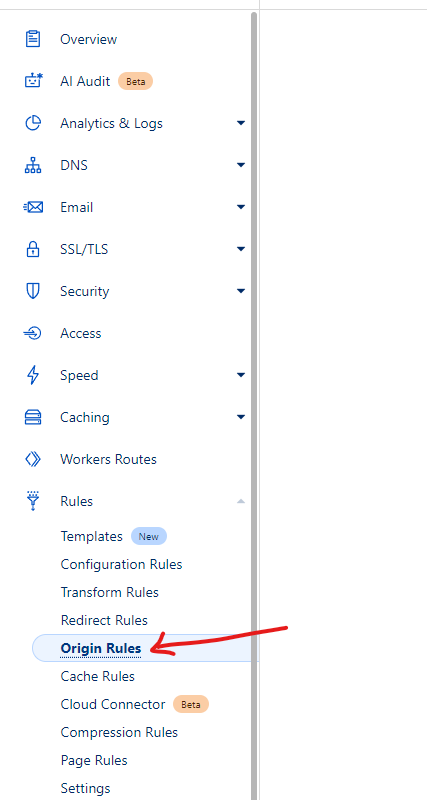 Overview
AI Audit Beta
Analytics & Logs
DNS
Email
SSL/TLS
Security
Access
Speed
Caching
Workers Routes
Rules
Templates New
Configuration Rules
Transform Rules
Redirect Rules
Origin Rules
Cache Rules
Cloud Connector Beta
Compression Rules
Page Rules
Settings